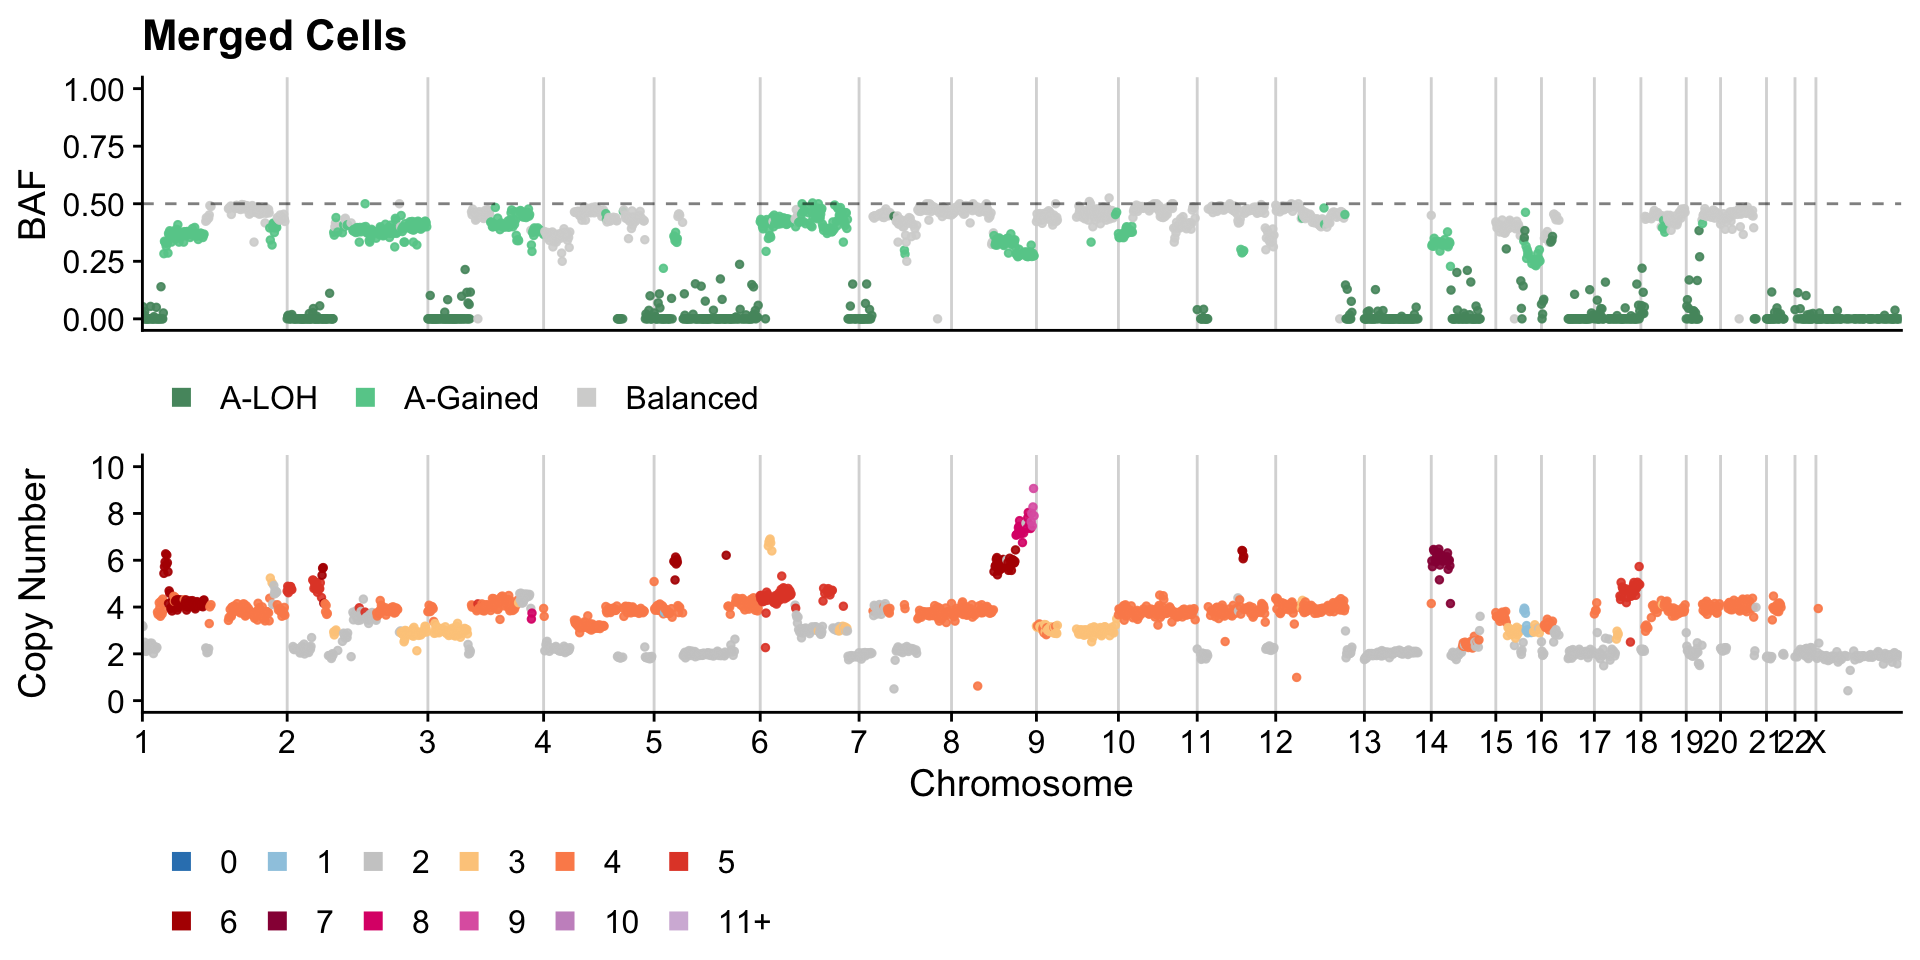 Merged Cells
1.00
0.75
0.50
0.25
0.00
BAF
A-LOH A-Gained Balanced
10
8
6
4
2
0
Copy Number
1 2 3 4 5 6 7 8 9 10 11 12 13 14 15 16 17 18 19 20 21 22 X
Chromosome
0 1 2 3 4 5
6 7 8 9 10 11+